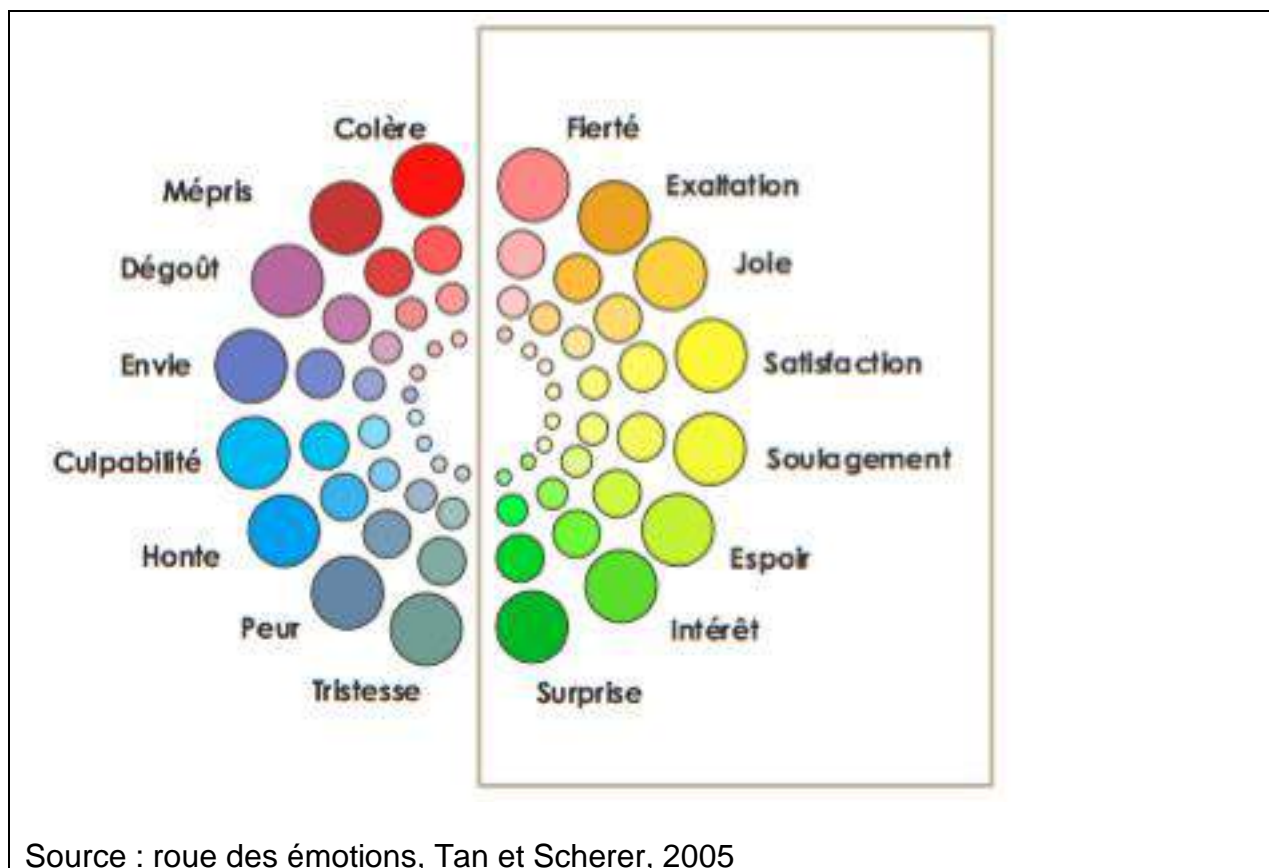 Colère
Fierté
Mépris
Exaltation
Dégoût
Joie
Envie
Satisfaction
Culpabilité
Soulagement
Honte
Espoir
Peur
Intérêt
Tristesse
Surprise
Source : roue des émotions, Tan et Scherer, 2005